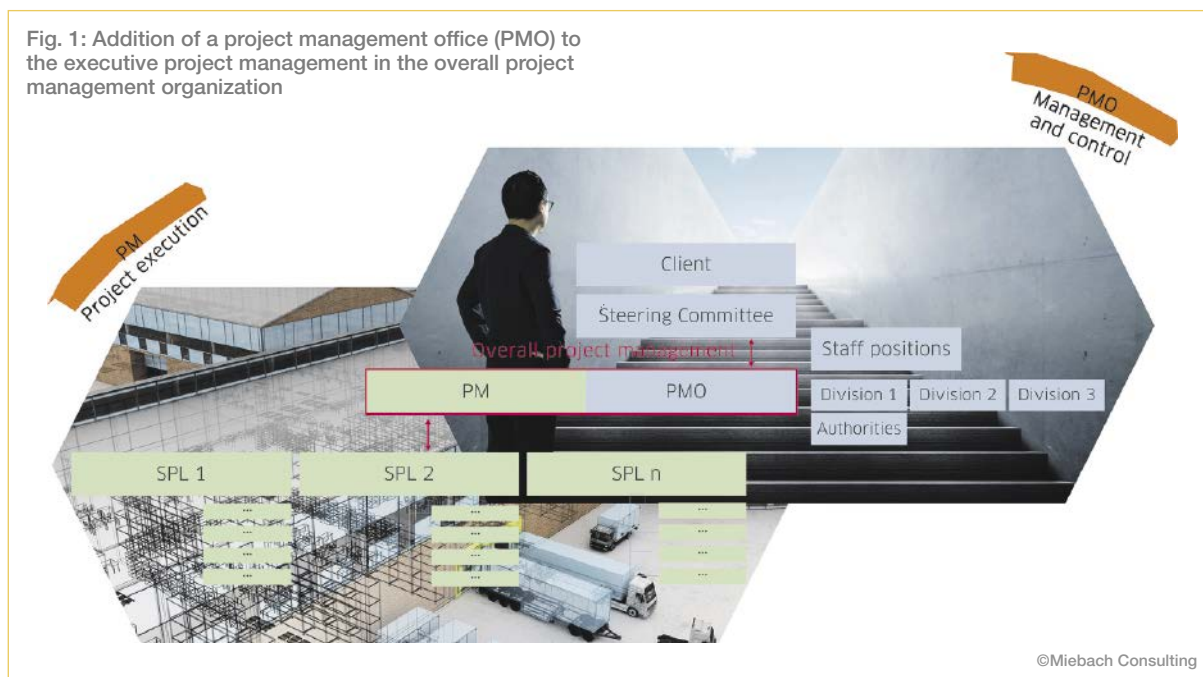 Fig. 1: Addition of a project management office (PMO) to
the executive project management in the overall project
management organization
PMO
Management
and control
PM
Project execution
Client
Steering Committee
Overall project management
Staff positions
PM
PMO
Division 1
Division 2
Division 3
Authorities
SPL 1
SPL 2
SPL n
...
...
...
...
...
...
...
...
...
...
...
...
©Miebach Consulting